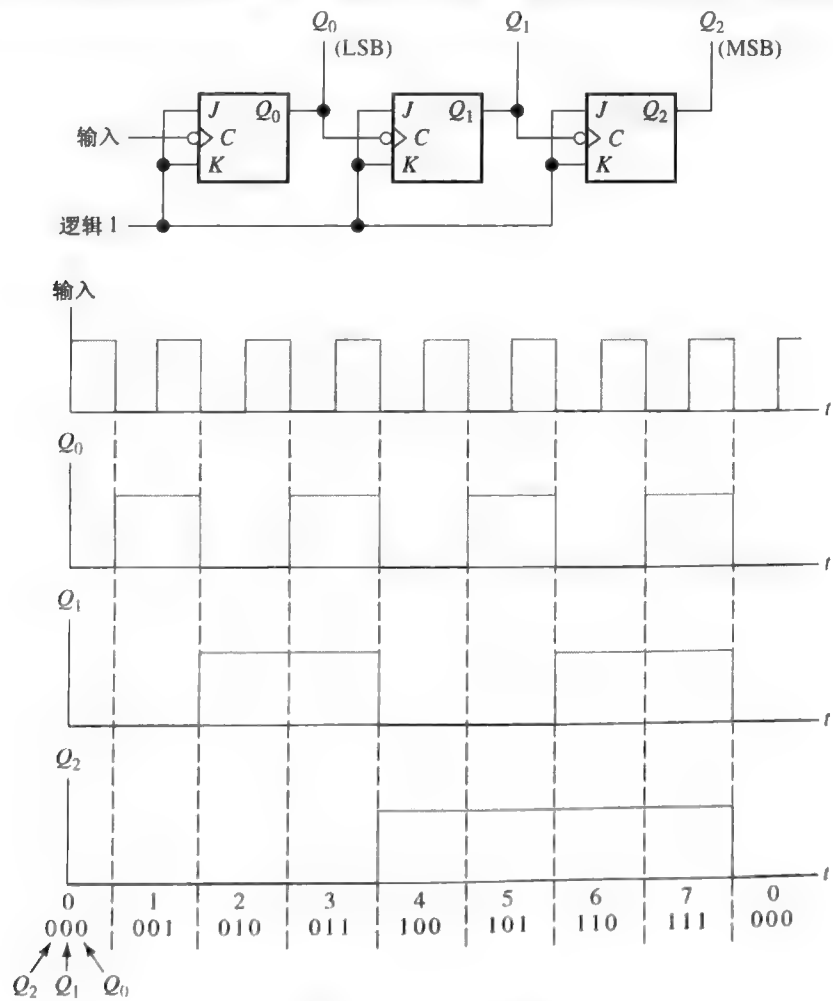 Q₀ Q₁ Q₂
(LSB) (MSB)
J Q₀ J Q₁ J Q₂
输入 C C C
K K K
逻辑 1
输入
t
Q₀
t
Q₁
t
Q₂
t
0 1 2 3 4 5 6 7 0
000 001 010 011 100 101 110 111 000
Q₂ Q₁ Q₀